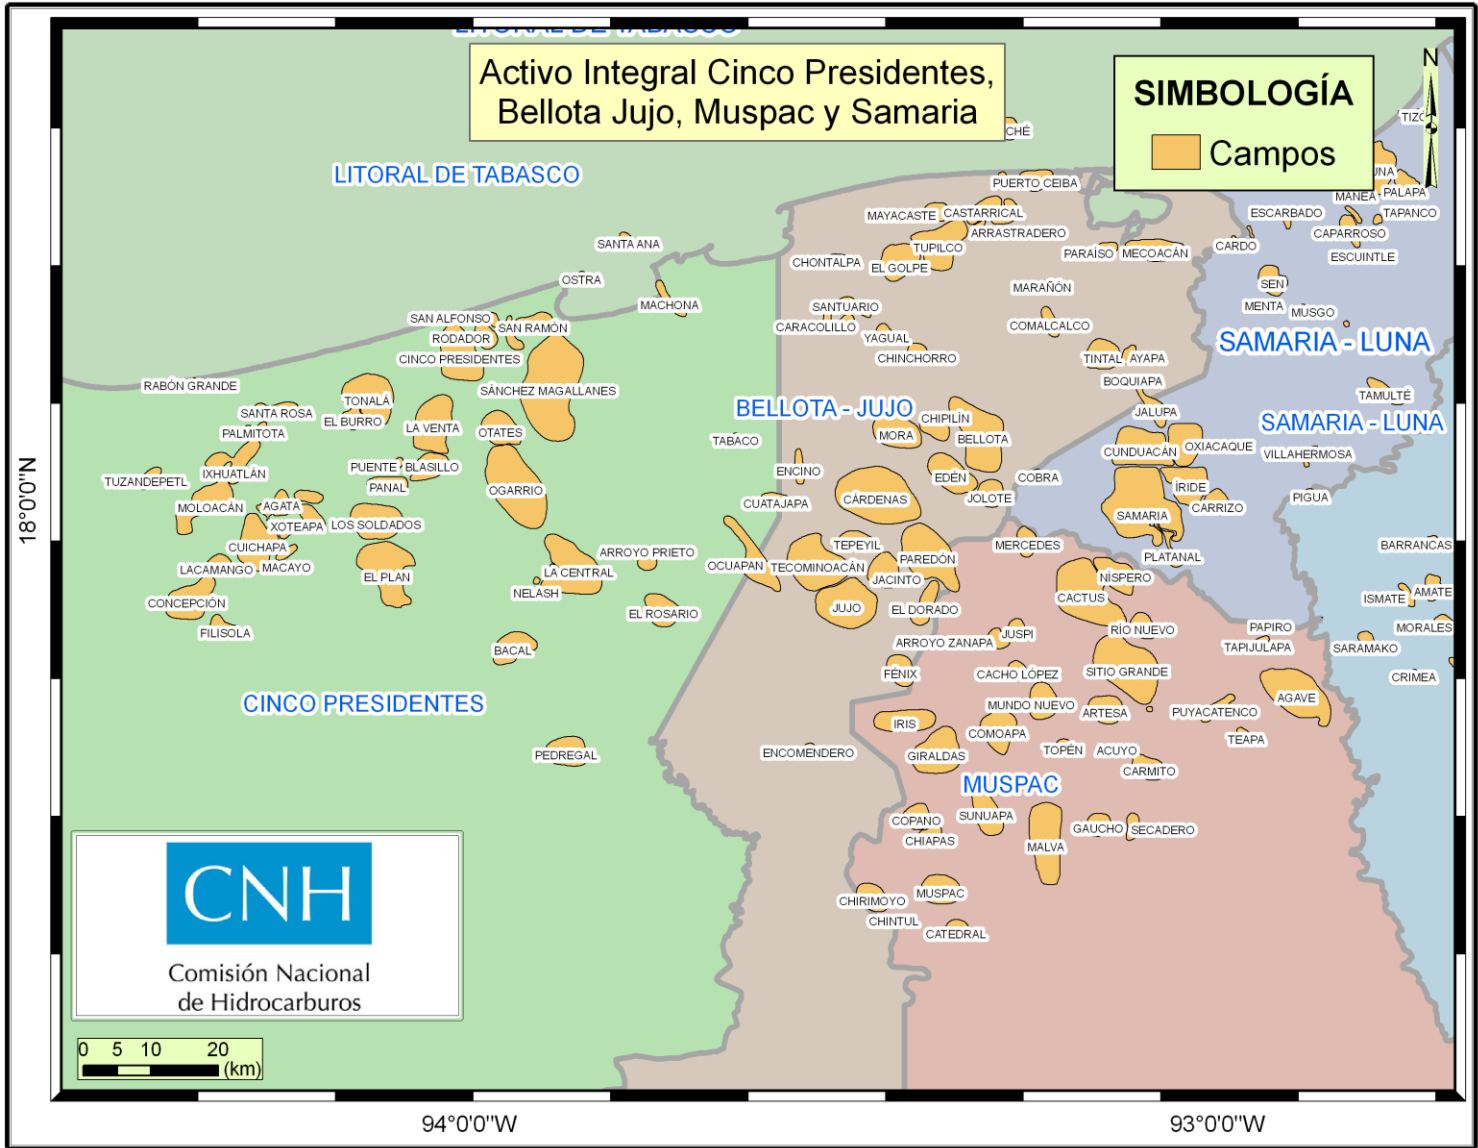 LITORAL DE TABASCO
Activo Integral Cinco Presidentes,
Bellota Jujo, Muspac y Samaria
SIMBOLOGÍA
Campos
N
CHÉ
LITORAL DE TABASCO
PUERTO CEIBA
MANEA
PALAPA
MAYACASTE
CASTARRICAL
ESCARBADO
TAPANCO
ARRASTRADERO
CAPARROSO
SANTA ANA
TUPILCO
PARAÍSO
MECOACÁN
CARDO
ESCUINTLE
CHONTALPA
EL GOLPE
OSTRA
SEN
MARAÑÓN
MACHONA
SANTUARIO
MENTA
MUSGO
SAN ALFONSO
SAN RAMÓN
CARACOLILLO
COMALCALCO
RODADOR
YAGUAL
SAMARIA - LUNA
CINCO PRESIDENTES
CHINCHORRO
TINTAL
AYAPA
RABÓN GRANDE
SÁNCHEZ MAGALLANES
BOQUIAPA
TAMULTÉ
TONALÁ
SANTA ROSA
BELLOTA - JUJO
JALUPA
EL BURRO
CHIPILÍN
SAMARIA - LUNA
PALMITOTA
LA VENTA
OTATES
TABACO
MORA
BELLOTA
CUNDUACÁN
OXIACAQUE
VILLAHERMOSA
PUENTE
BLASILLO
ENCINO
IXHUATLÁN
TUZANDEPETL
PANAL
OGARRIO
EDÉN
COBRA
ÍRIDE
CÁRDENAS
JOLOTE
PIGUA
MOLOACÁN
AGATA
CUATAJAPA
CARRIZO
XOTEAPA
LOS SOLDADOS
SAMARIA
CUICHAPA
TEPEYIL
MERCEDES
BARRANCAS
ARROYO PRIETO
PLATANAL
LACAMANGO
MACAYO
OCUAPAN
TECOMINOACÁN
PAREDÓN
EL PLAN
LA CENTRAL
JACINTO
NÍSPERO
NELASH
CACTUS
AMATE
CONCEPCIÓN
ISMATE
EL ROSARIO
JUJO
EL DORADO
FILISOLA
JUSPI
RÍO NUEVO
PAPIRO
MORALES
ARROYO ZANAPA
TAPIJULAPA
SARAMAKO
BACAL
FÉNIX
CACHO LÓPEZ
SITIO GRANDE
CRIMEA
CINCO PRESIDENTES
MUNDO NUEVO
ARTESA
PUYACATENCO
AGAVE
IRIS
COMOAPA
TEAPA
PEDREGAL
ENCOMENDERO
GIRALDAS
TOPÉN
ACUYO
CARMITO
MUSPAC
COPANO
SUNUAPA
GAUCHO
SECADERO
CHIAPAS
MALVA
CHIRIMOYO
MUSPAC
CHINTUL
CATEDRAL
CNH
Comisión Nacional
de Hidrocarburos
0 5 10 20
(km)
18°0'0"N
94°0'0"W
93°0'0"W